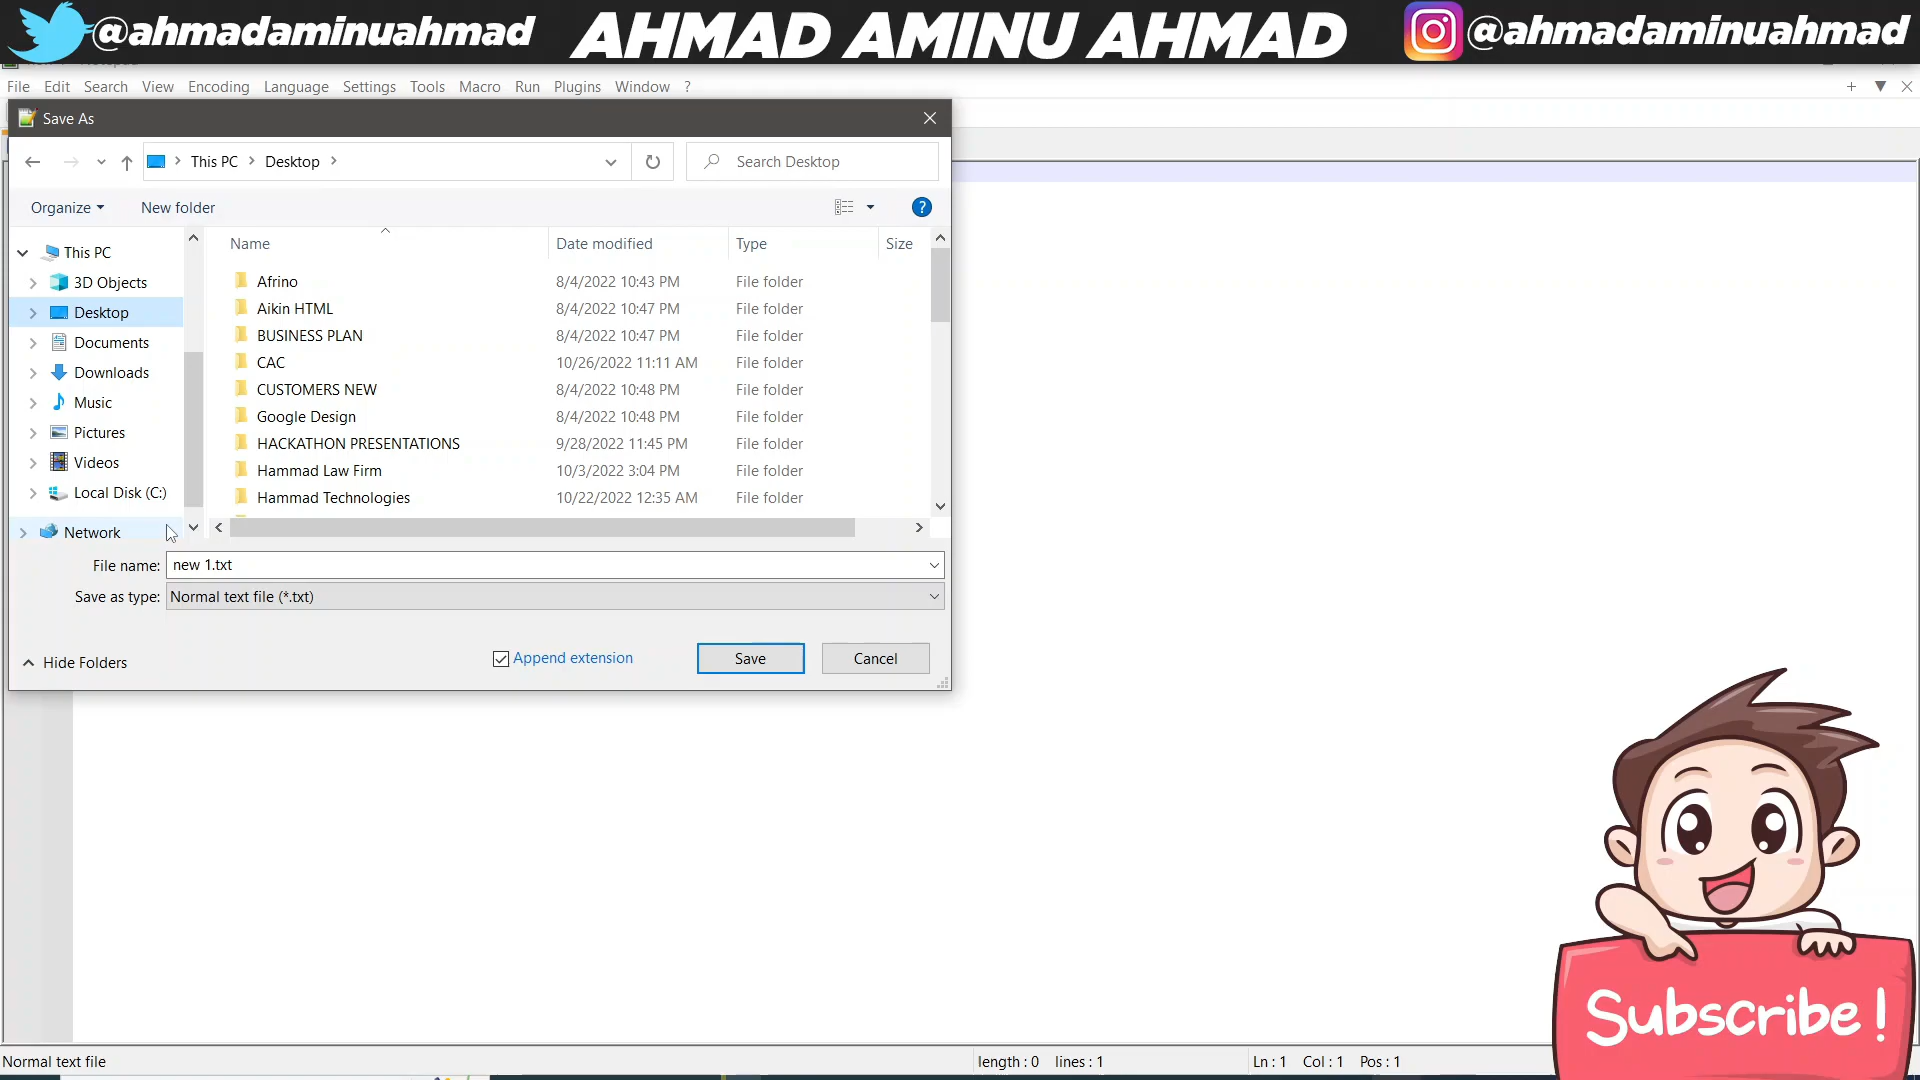 @ahmadaminuahmad AHMAD AMINU AHMAD @ahmadaminuahmad
File Edit Search View Encoding Language Settings Tools Macro Run Plugins Window ? + ▼ ×
Save As
This PC > Desktop > Search Desktop
Organize New folder ?
Name Date modified Type Size
This PC
3D Objects
Desktop
Documents
Downloads
Music
Pictures
Videos
Local Disk (C:)
Network
Afrino 8/4/2022 10:43 PM File folder
Aikin HTML 8/4/2022 10:47 PM File folder
BUSINESS PLAN 8/4/2022 10:47 PM File folder
CAC 10/26/2022 11:11 AM File folder
CUSTOMERS NEW 8/4/2022 10:48 PM File folder
Google Design 8/4/2022 10:48 PM File folder
HACKATHON PRESENTATIONS 9/28/2022 11:45 PM File folder
Hammad Law Firm 10/3/2022 3:04 PM File folder
Hammad Technologies 10/22/2022 12:35 AM File folder
File name: new 1.txt
Save as type: Normal text file (*.txt)
Hide Folders Append extension Save Cancel
Subscribe!
Normal text file length : 0 lines : 1 Ln : 1 Col : 1 Pos : 1